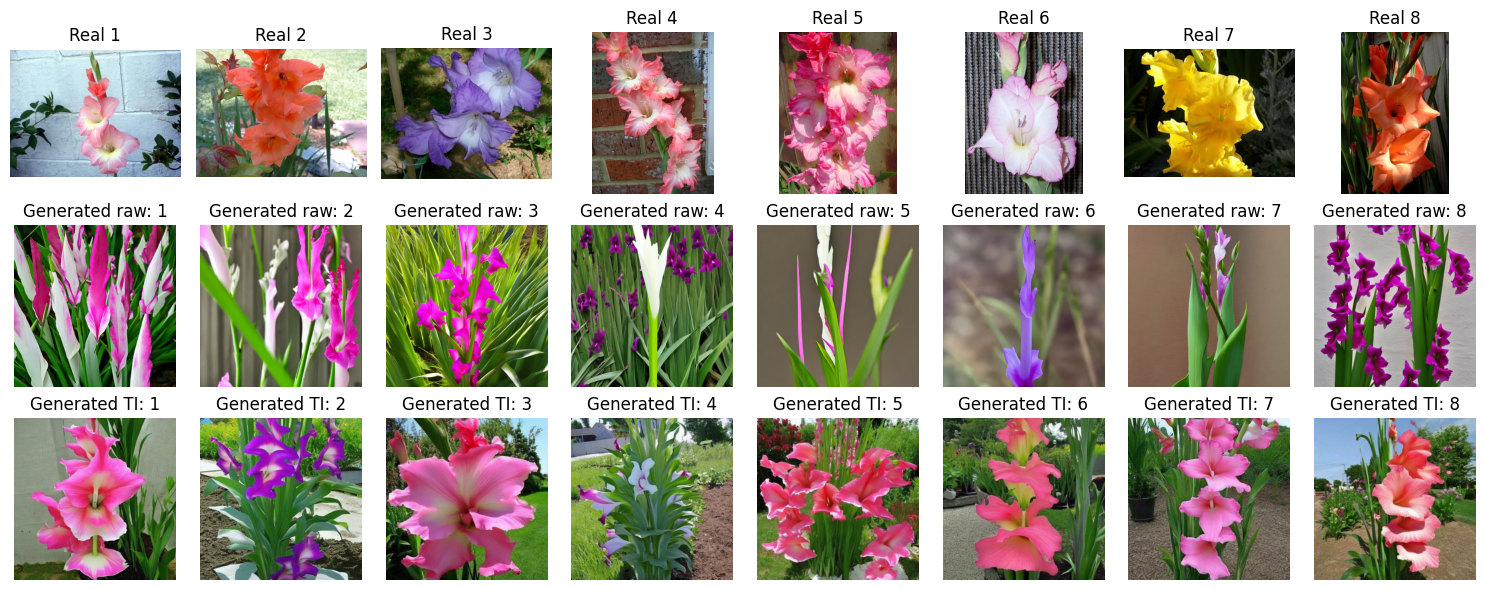 Real 1
Real 2
Real 3
Real 4
Real 5
Real 6
Real 7
Real 8
Generated raw: 1
Generated raw: 2
Generated raw: 3
Generated raw: 4
Generated raw: 5
Generated raw: 6
Generated raw: 7
Generated raw: 8
Generated TI: 1
Generated TI: 2
Generated TI: 3
Generated TI: 4
Generated TI: 5
Generated TI: 6
Generated TI: 7
Generated TI: 8